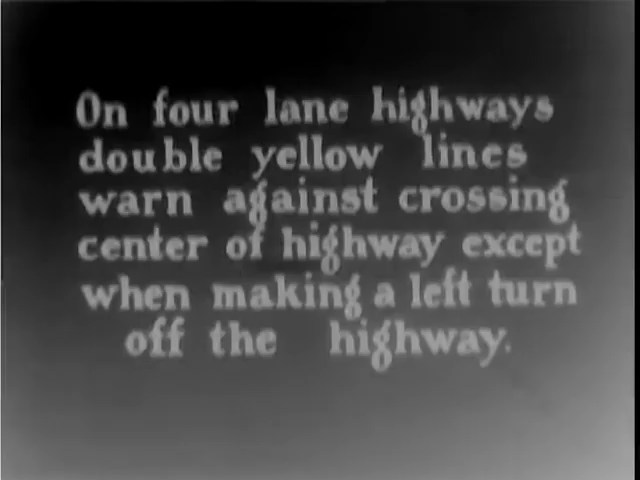 On four lane highways
double yellow lines
warn against crossing
center of highway except
when making a left turn
off the highway.